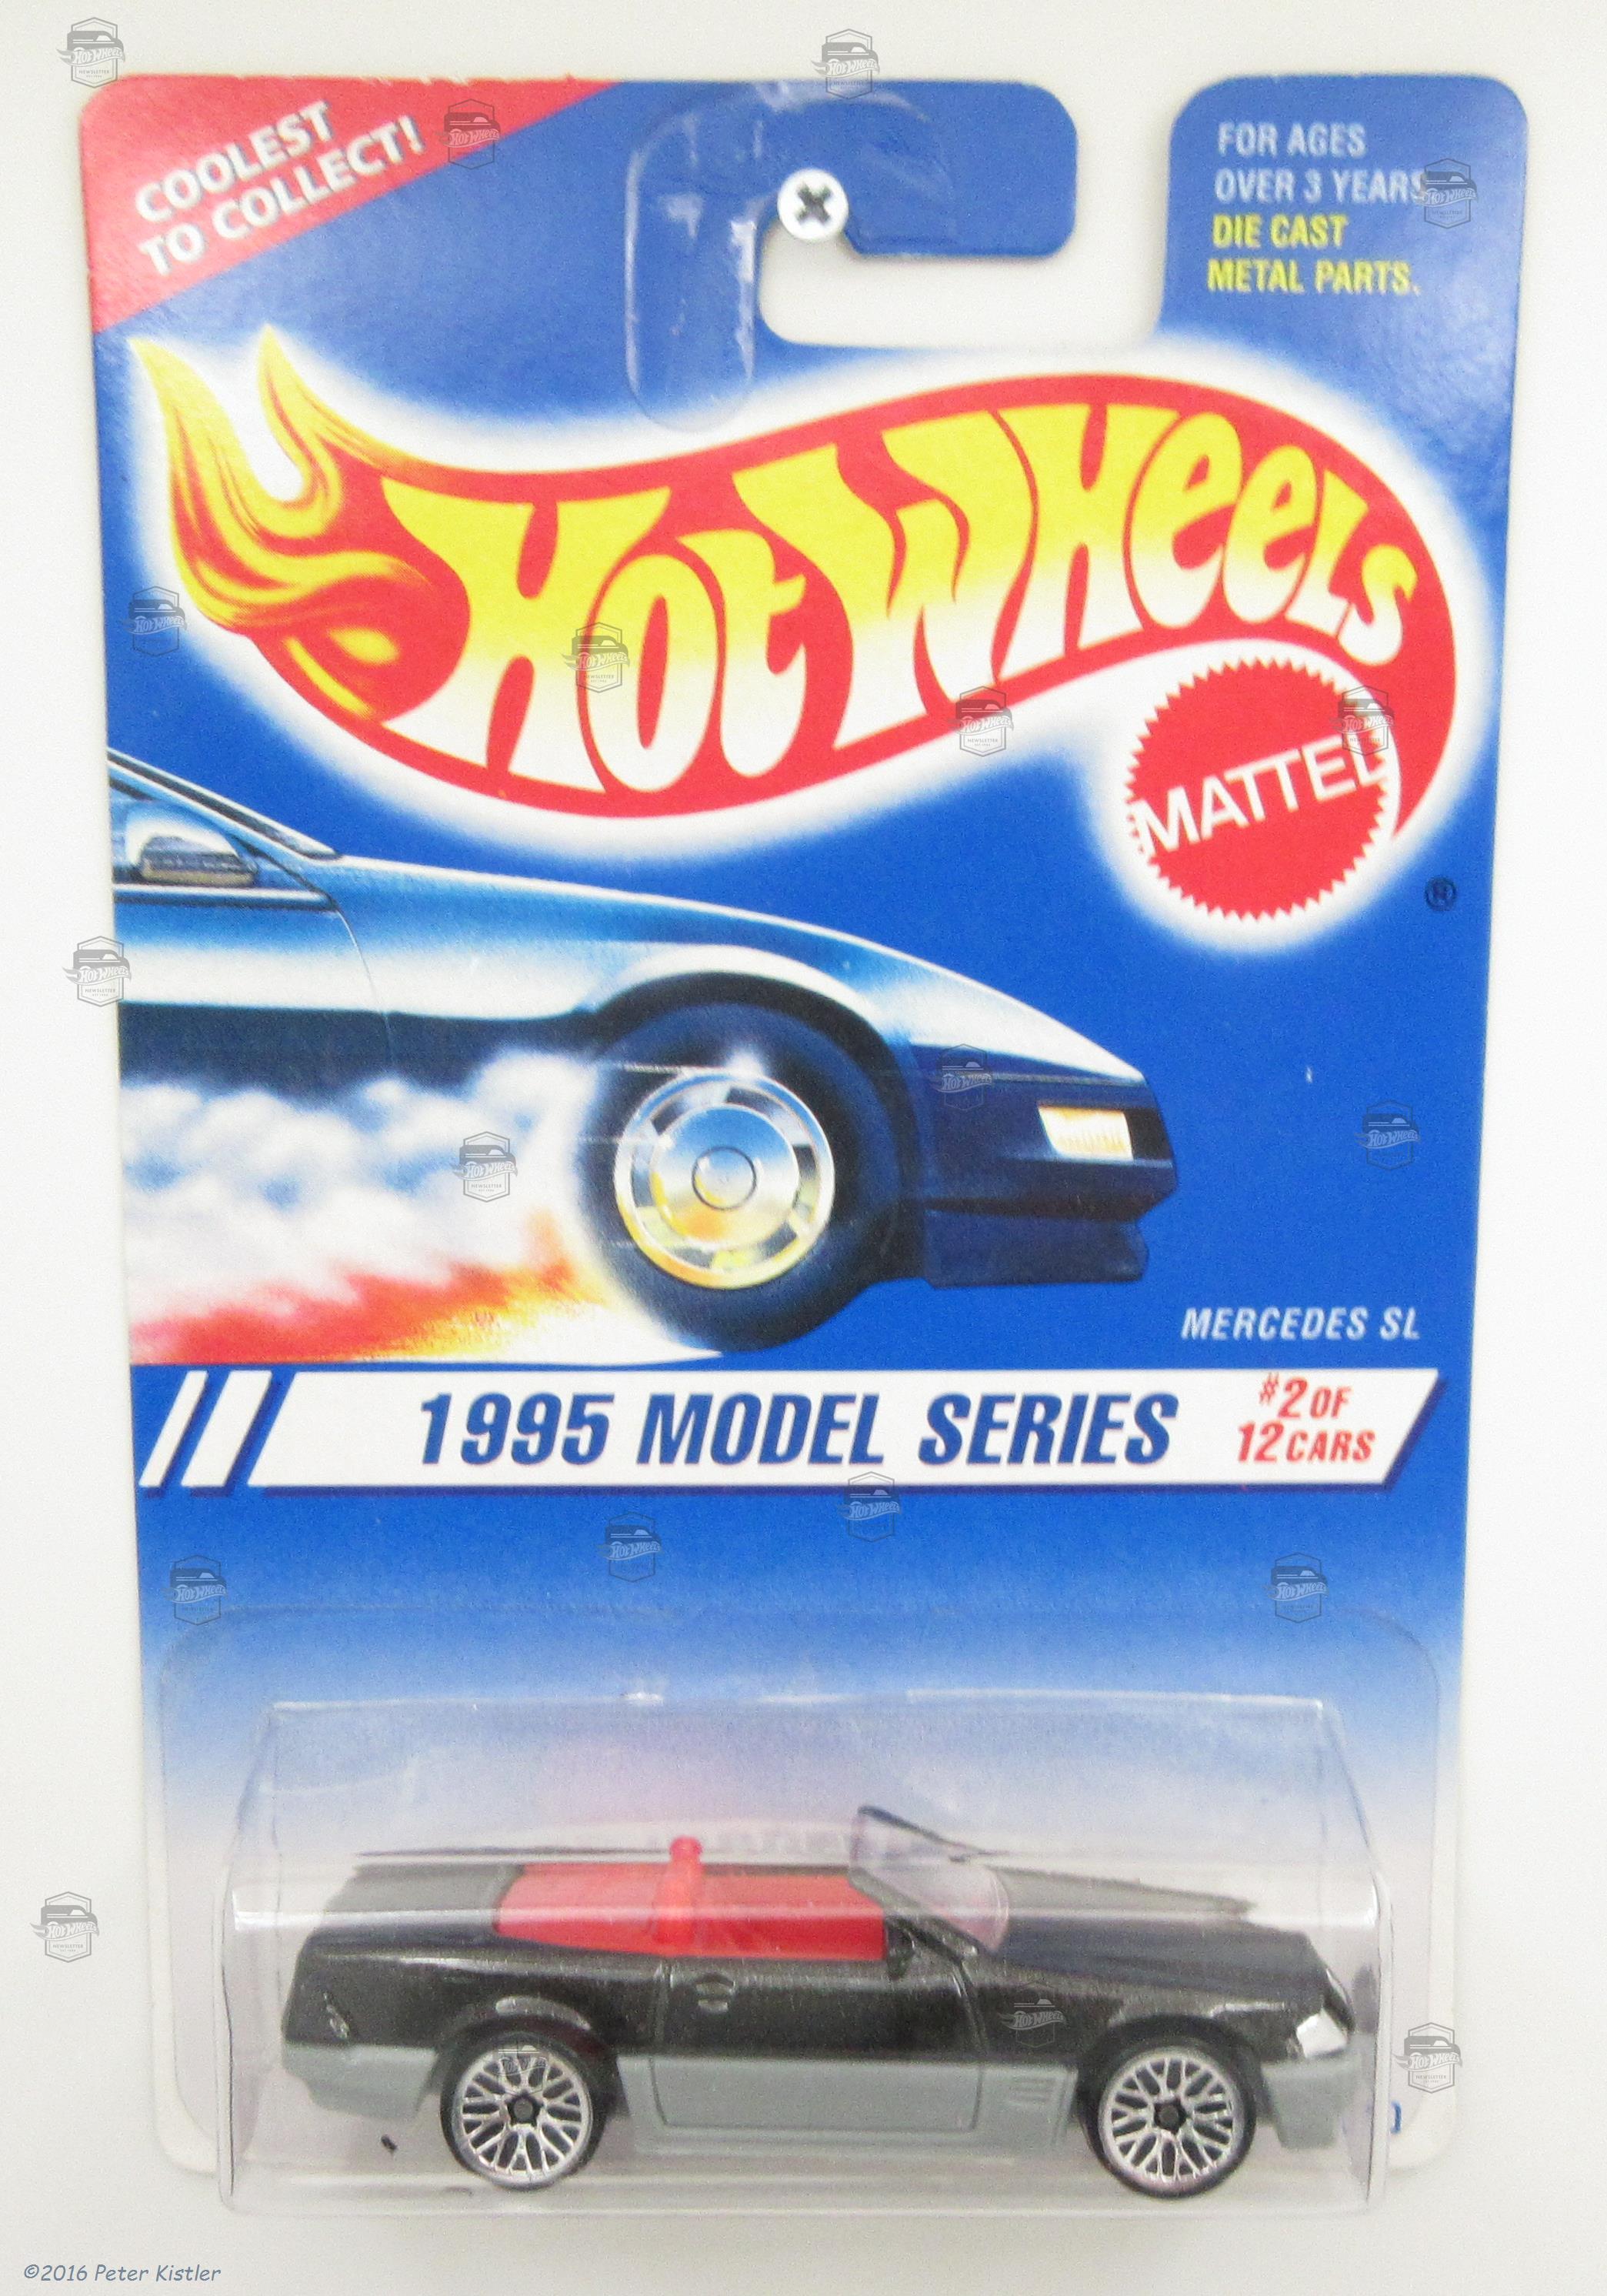 COOLEST
TO COLLECT!
FOR AGES
OVER 3 YEARS
DIE CAST
METAL PARTS.
Hot Wheels
MATTEL
®
MERCEDES SL
1995 MODEL SERIES
#2 OF
12 CARS
©2016 Peter Kistler